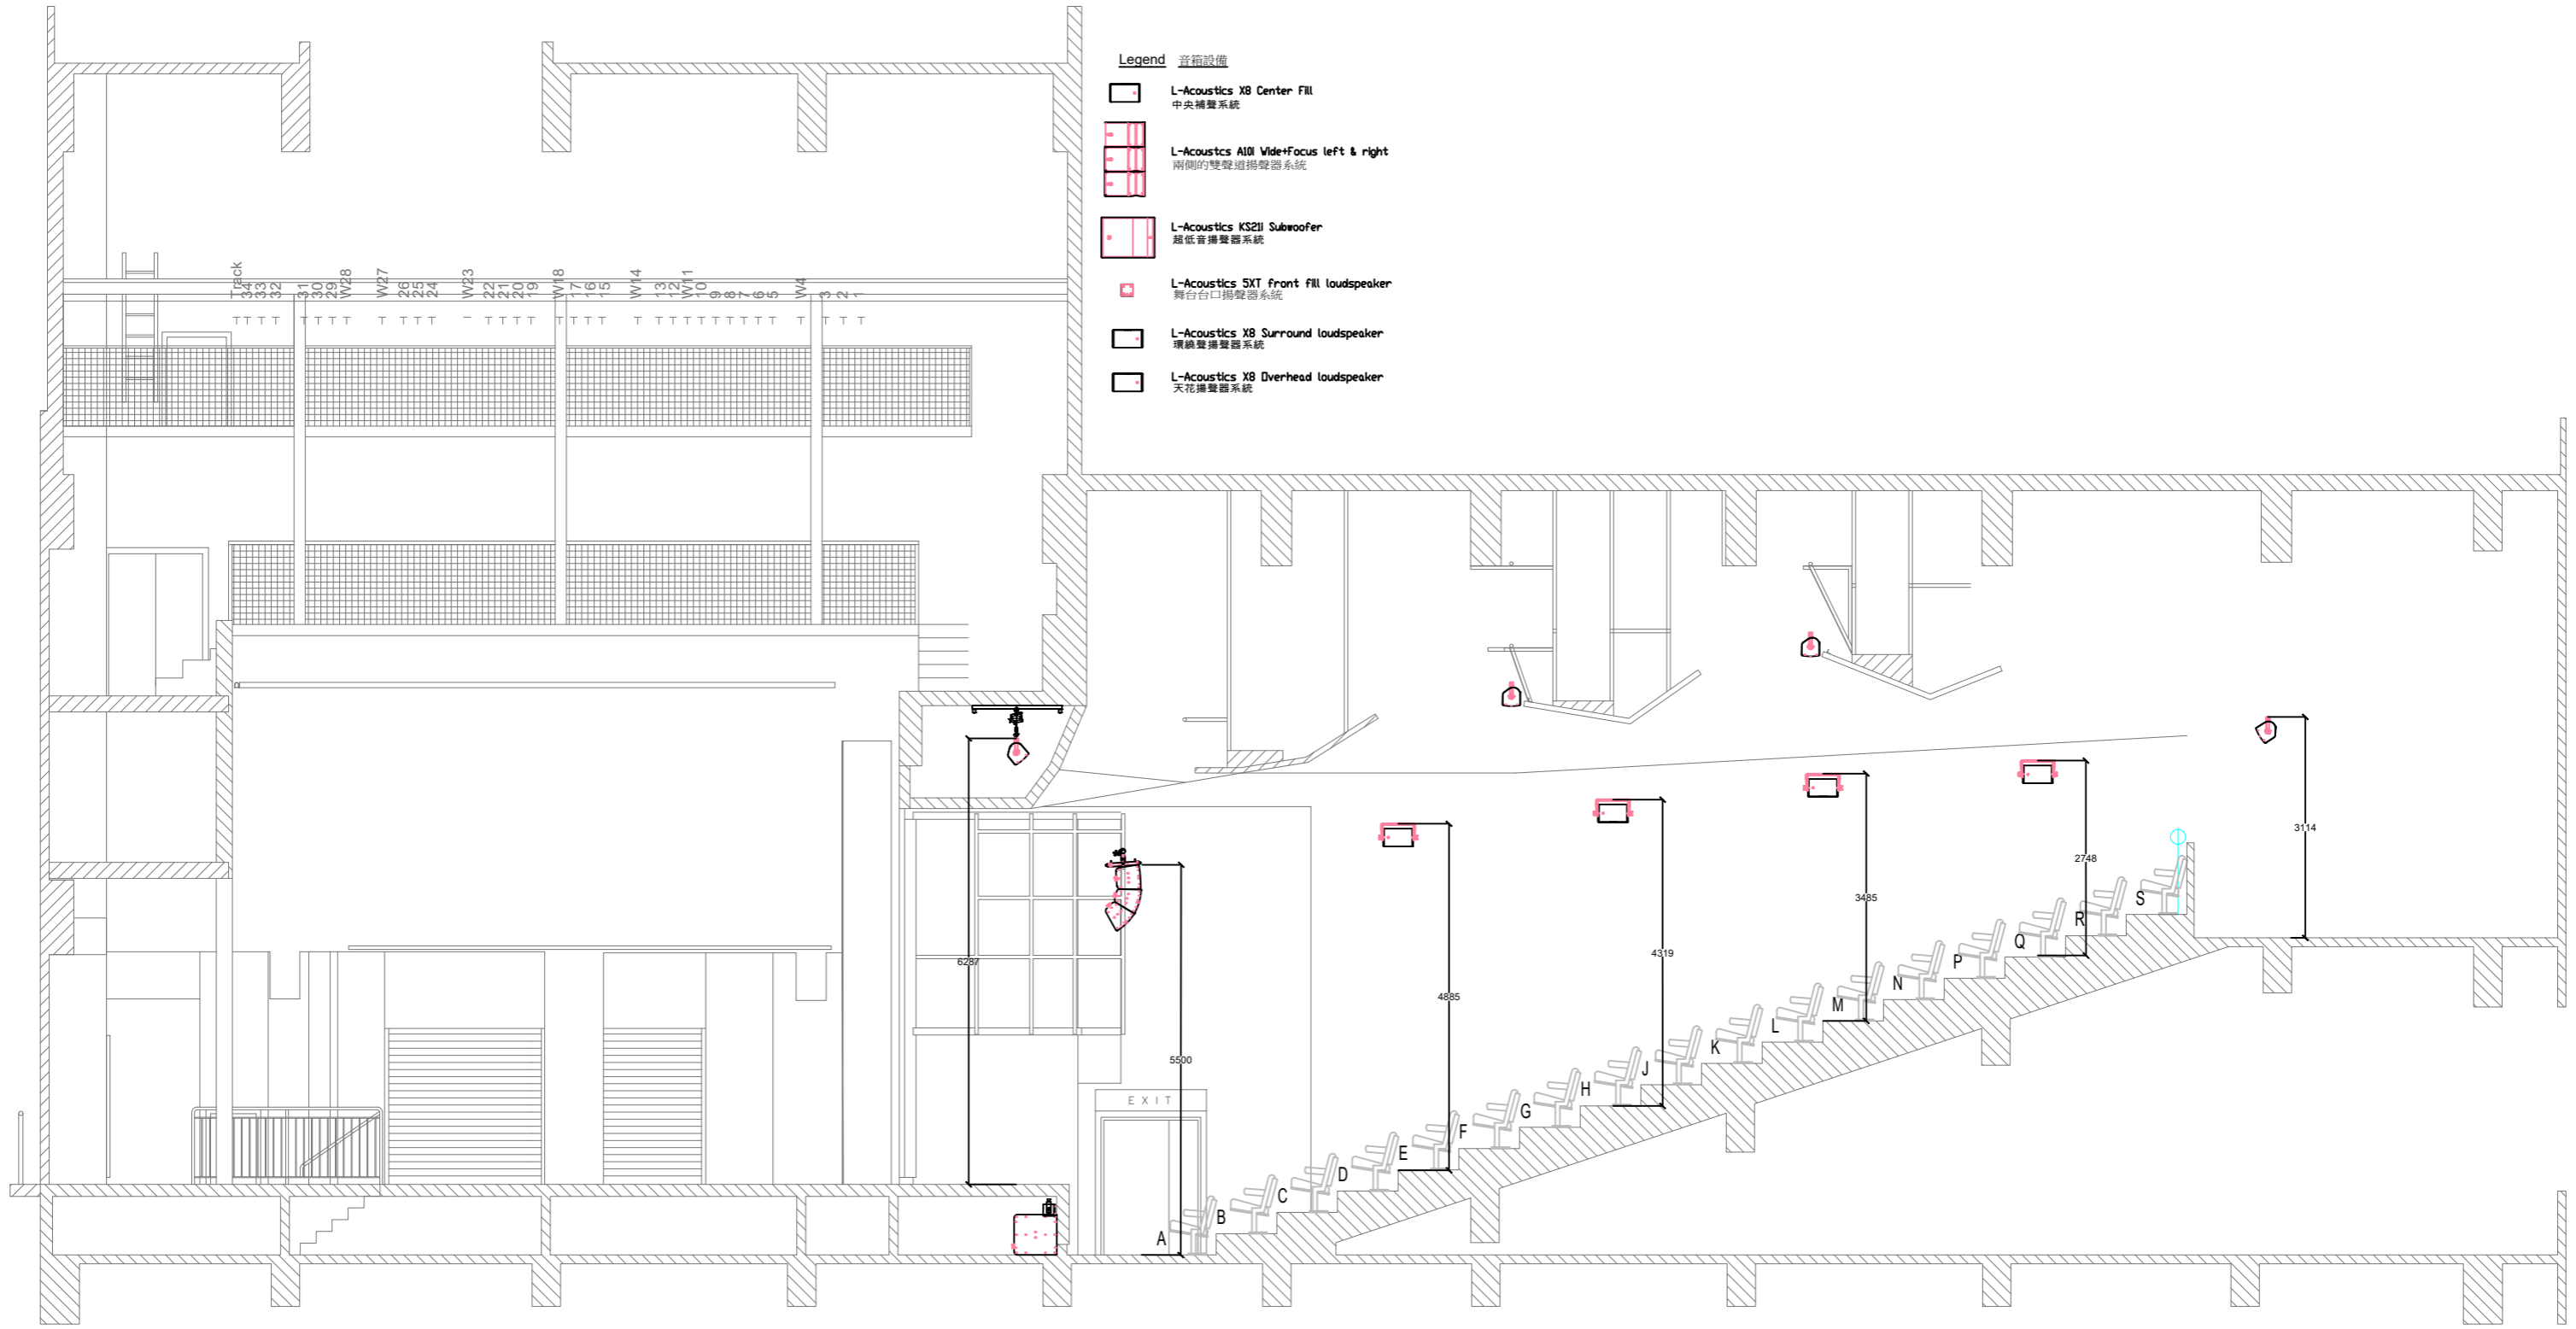 Legend 音箱設備
L-Acoustics X8 Center Fill
中央補聲系統
L-Acoustcs A10i Wide+Focus left & right
兩側的雙聲道揚聲器系統
L-Acoustics KS21i Subwoofer
超低音揚聲器系統
L-Acoustics 5XT front fill loudspeaker
舞台台口揚聲器系統
L-Acoustics X8 Surround loudspeaker
環繞聲揚聲器系統
L-Acoustics X8 Overhead loudspeaker
天花揚聲器系統
Track 34 33 32 31 30 29 W28 W27 26 25 24 W23 22 21 20 19 W18 17 16 15 W14 13 12 W11 10 9 8 7 6 5 W4 3 2 1
6287
5500
4885
4319
3485
2748
3114
EXIT
A B C D E F G H J K L M N P Q R S